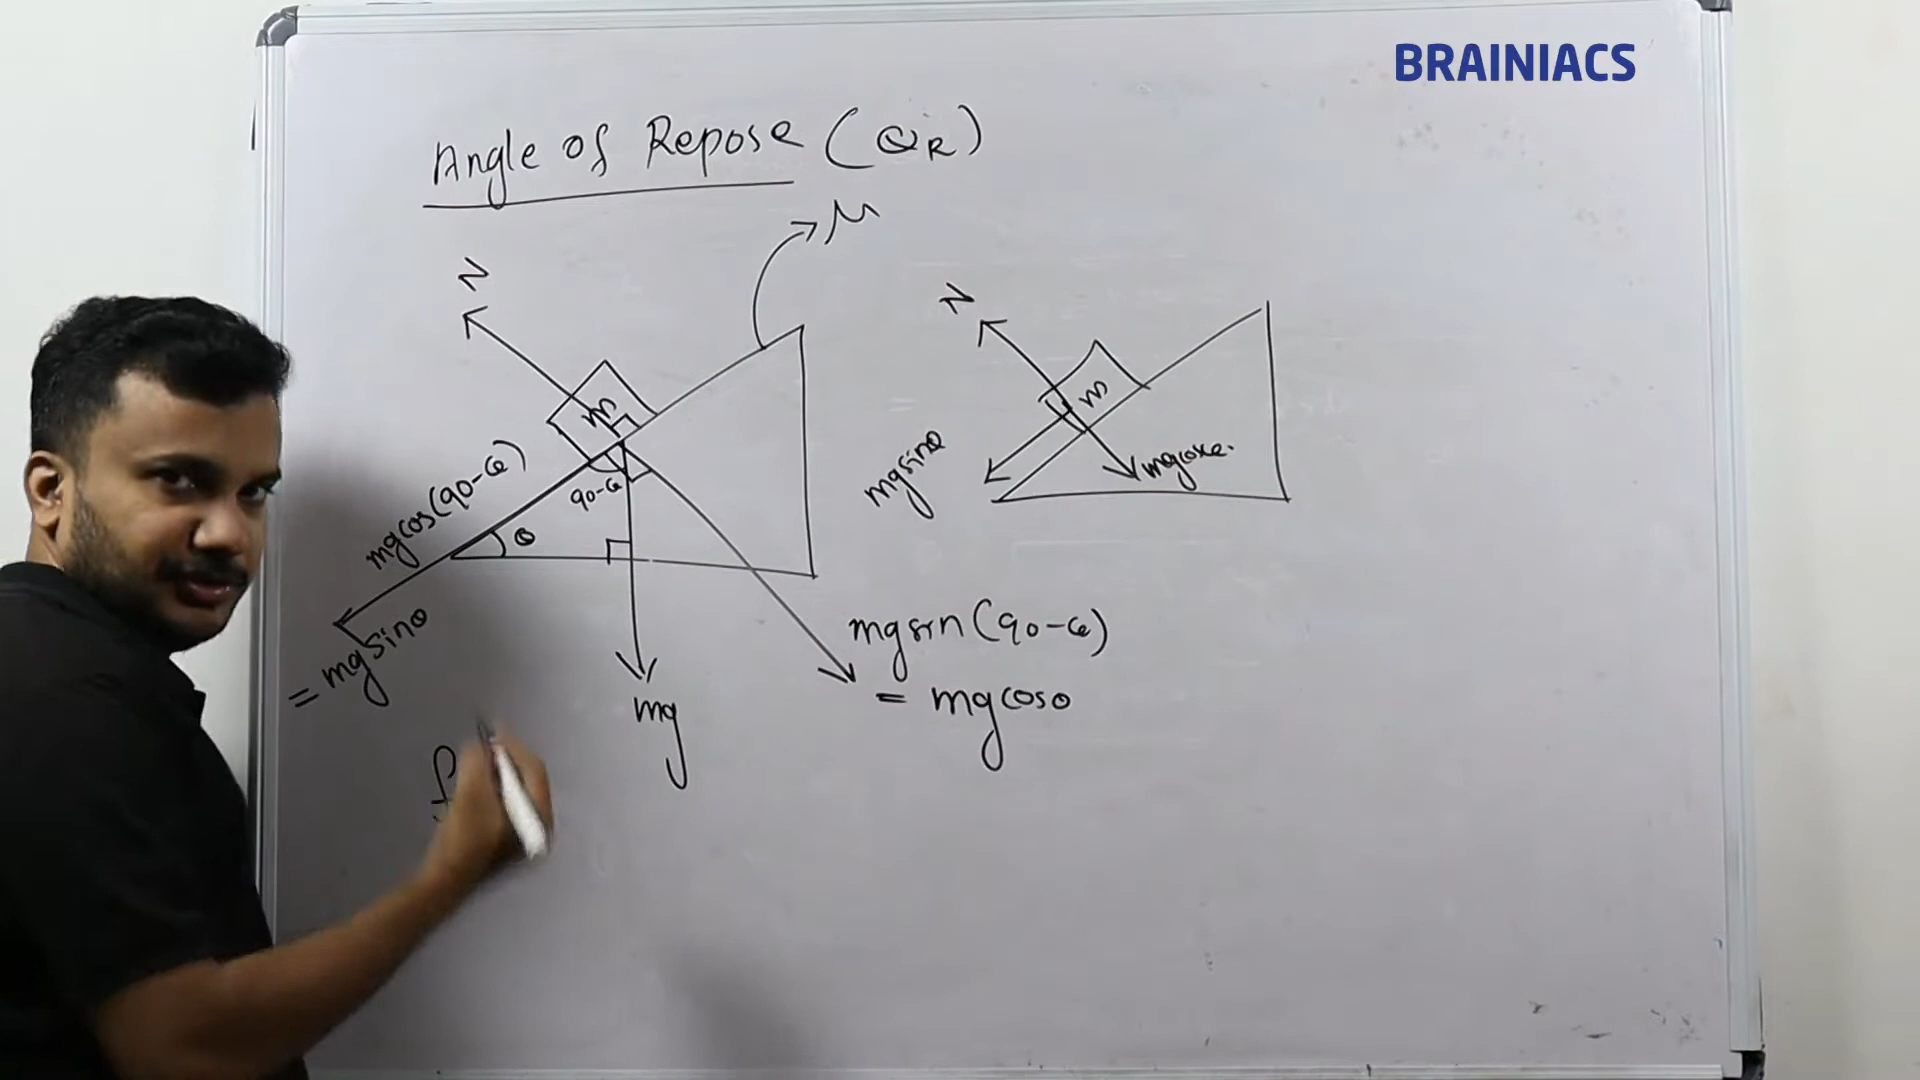 BRAINIACS
Angle of Repose (θR)
μ
N
N
m
m
mgcos(90-θ)
90-θ
θ
mgsinθ
mgcosθ.
= mgsinθ
mg
mgsin(90-θ)
= mgcosθ
f